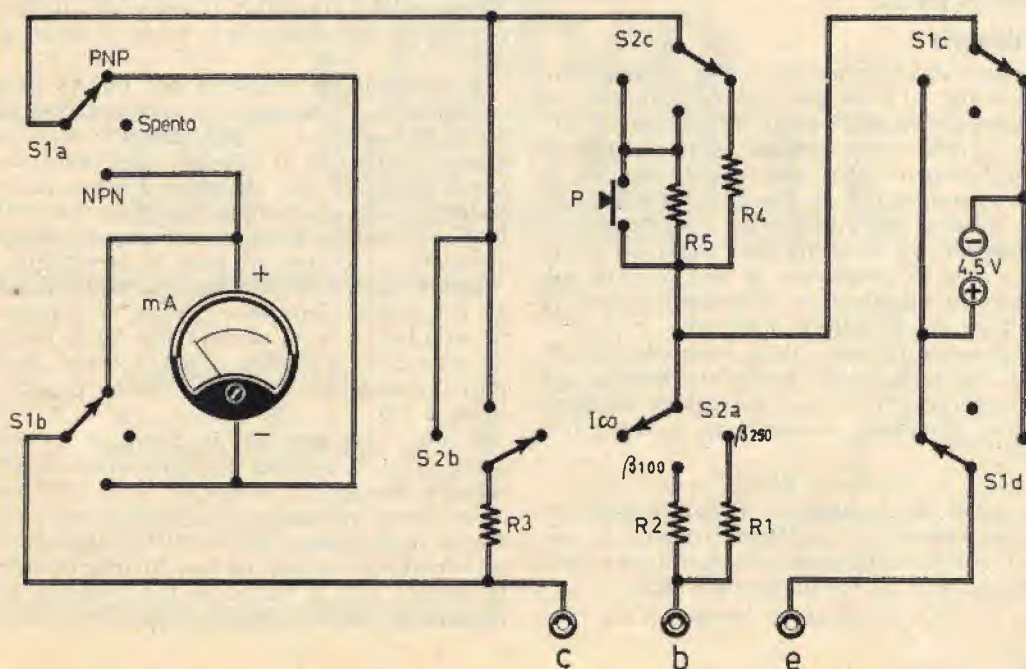 PNP
S1a
Spento
NPN
+
mA
-
S1b
S2b
R3
S2c
P
R5
R4
Ico
S2a
β250
β100
R2
R1
S1c
-
4,5 V
+
S1d
c
b
e